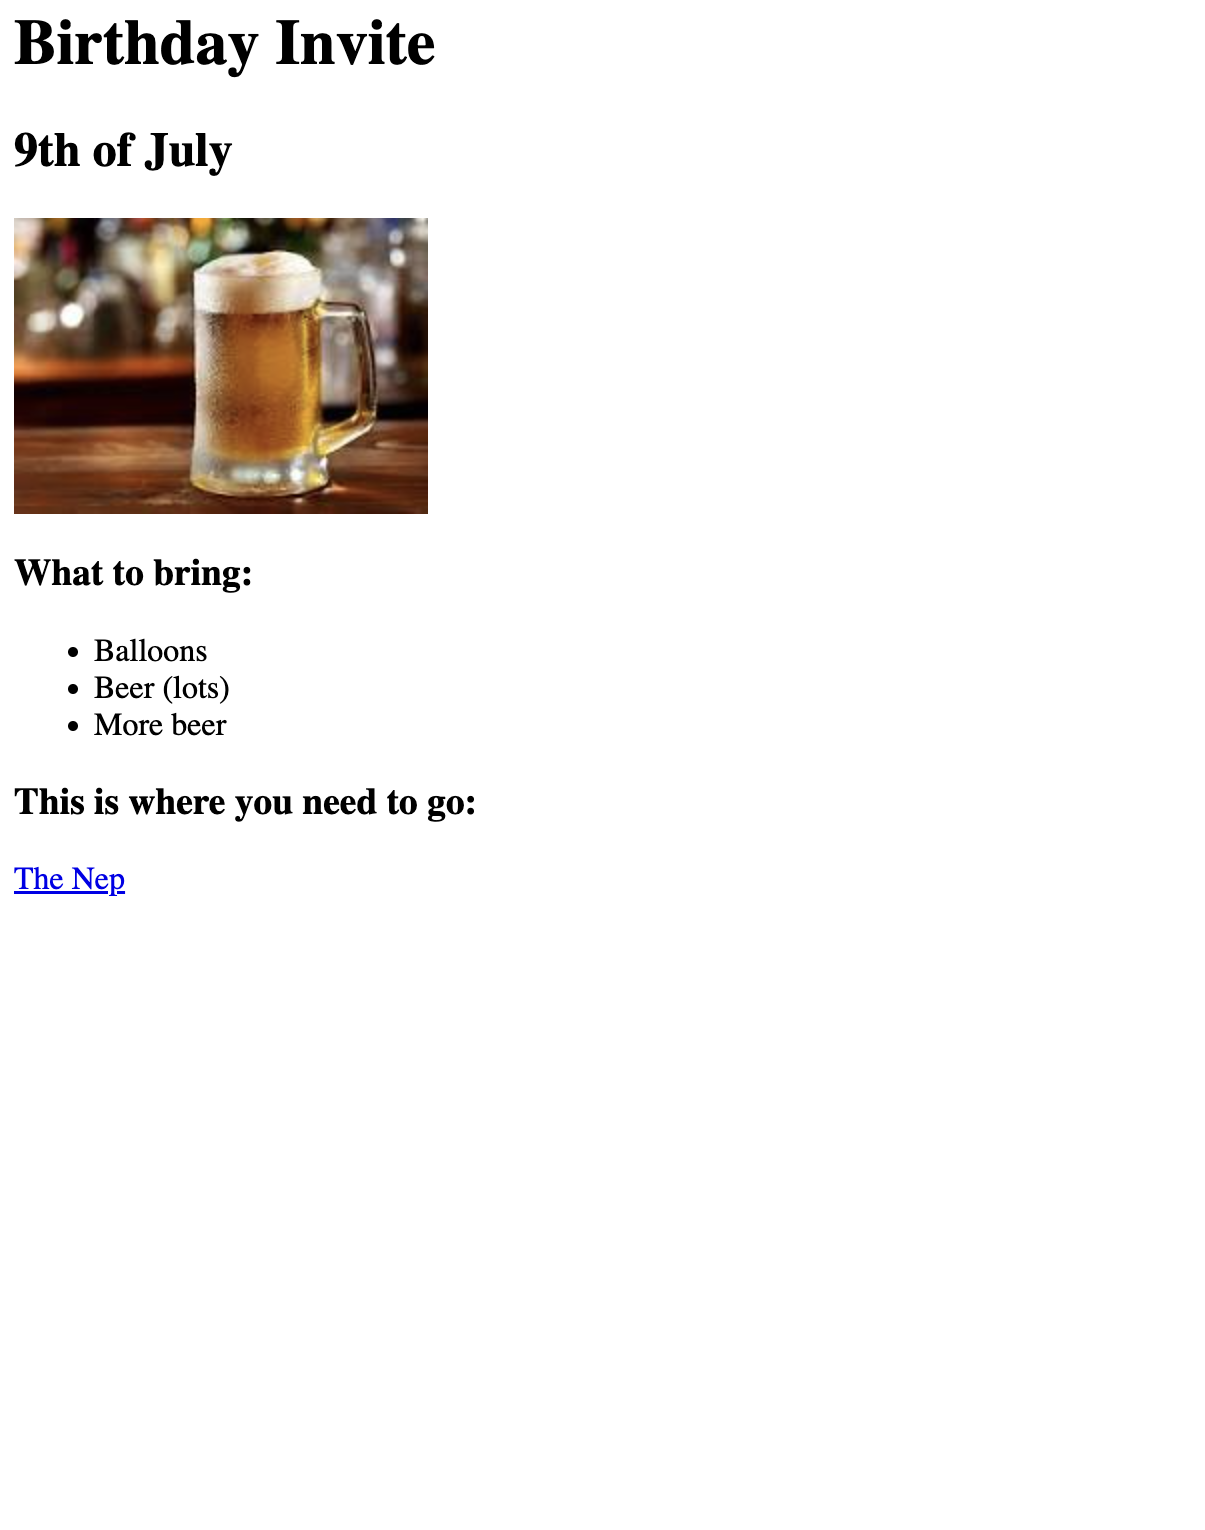 Birthday Invite
9th of July
What to bring:
Balloons
Beer (lots)
More beer
This is where you need to go:
The Nep